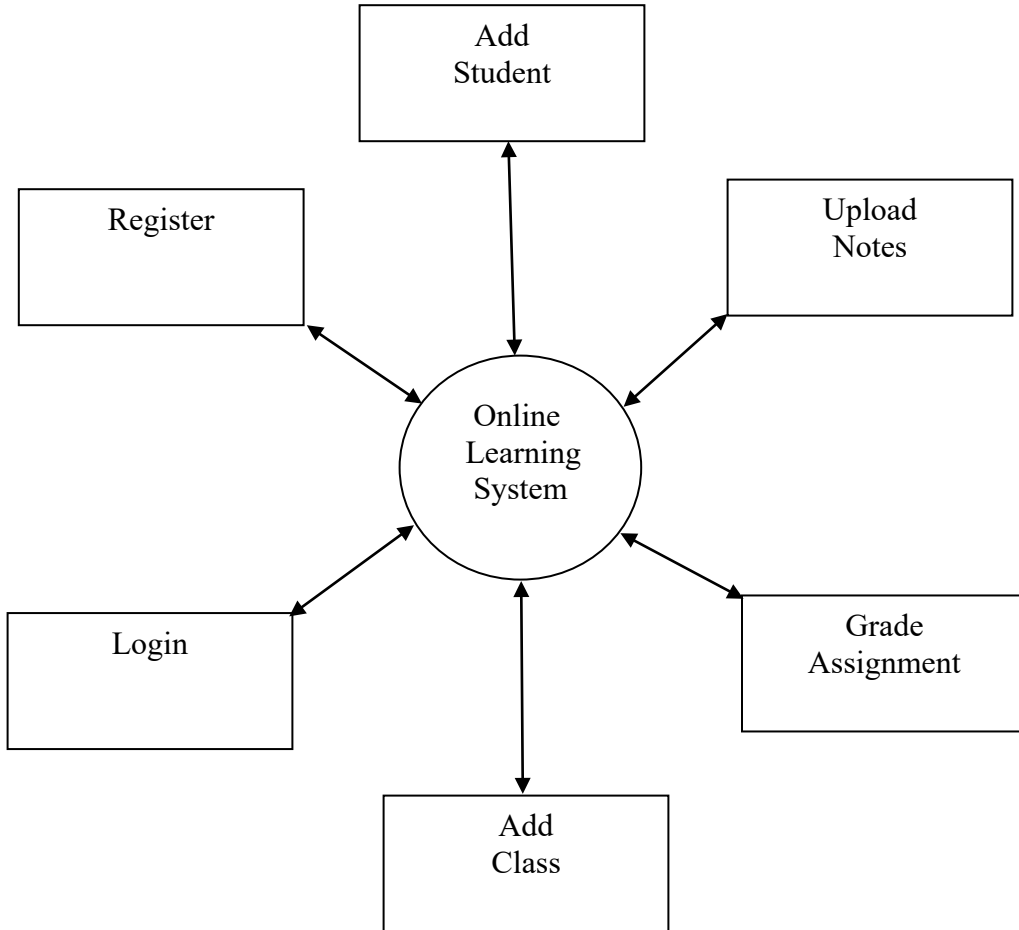 Add
Student
Register
Upload
Notes
Online
Learning
System
Login
Grade
Assignment
Add
Class